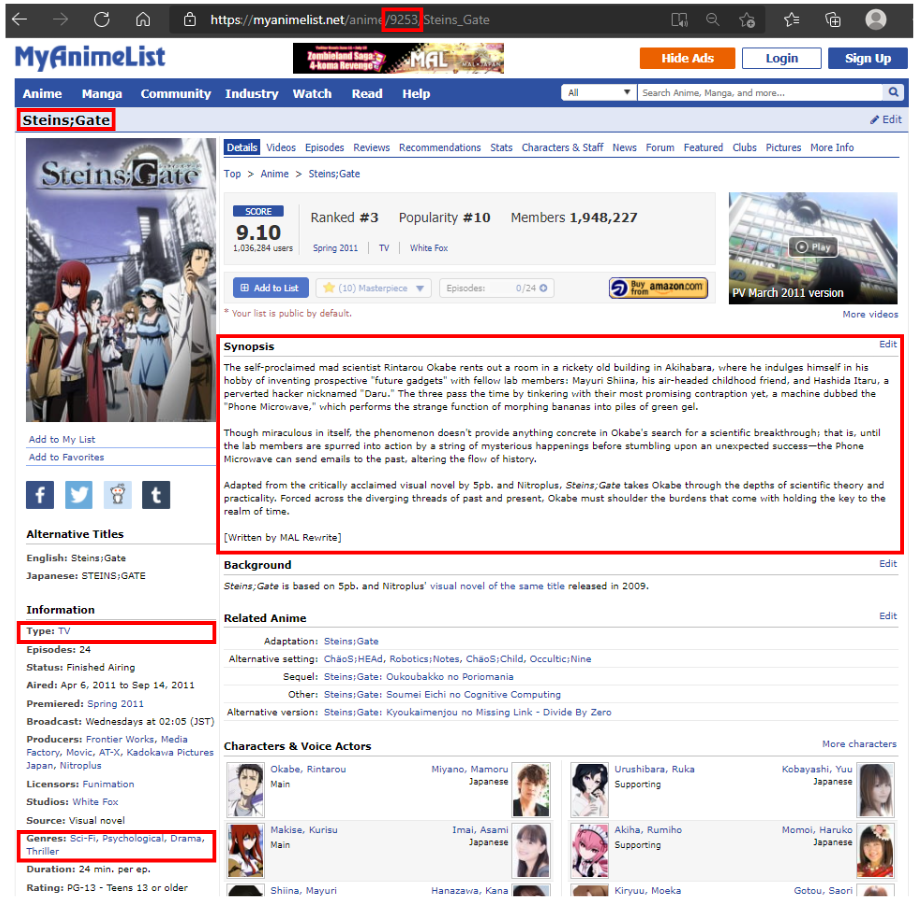 https://myanimelist.net/anime/9253/Steins_Gate
MyAnimeList
Zombieland Saga
4-koma Revenge
MAL
MAL×JAPAN
Hide Ads
Login
Sign Up
Anime Manga Community Industry Watch Read Help
All
Search Anime, Manga, and more...
Steins;Gate
Edit
Steins;Gate
Details Videos Episodes Reviews Recommendations Stats Characters & Staff News Forum Featured Clubs Pictures More Info
Top > Anime > Steins;Gate
SCORE
9.10
1,036,284 users
Ranked #3 Popularity #10 Members 1,948,227
Spring 2011 | TV | White Fox
Add to List
(10) Masterpiece
Episodes: 0/24
Buy from amazon.com
* Your list is public by default.
Play
PV March 2011 version
More videos
Synopsis
Edit
The self-proclaimed mad scientist Rintarou Okabe rents out a room in a rickety old building in Akihabara, where he indulges himself in his
hobby of inventing prospective "future gadgets" with fellow lab members: Mayuri Shiina, his air-headed childhood friend, and Hashida Itaru, a
perverted hacker nicknamed "Daru." The three pass the time by tinkering with their most promising contraption yet, a machine dubbed the
"Phone Microwave," which performs the strange function of morphing bananas into piles of green gel.
Though miraculous in itself, the phenomenon doesn't provide anything concrete in Okabe's search for a scientific breakthrough; that is, until
the lab members are spurred into action by a string of mysterious happenings before stumbling upon an unexpected success—the Phone
Microwave can send emails to the past, altering the flow of history.
Adapted from the critically acclaimed visual novel by 5pb. and Nitroplus, Steins;Gate takes Okabe through the depths of scientific theory and
practicality. Forced across the diverging threads of past and present, Okabe must shoulder the burdens that come with holding the key to the
realm of time.
[Written by MAL Rewrite]
Background
Edit
Steins;Gate is based on 5pb. and Nitroplus' visual novel of the same title released in 2009.
Related Anime
Edit
Adaptation: Steins;Gate
Alternative setting: ChäoS;HEAd, Robotics;Notes, ChäoS;Child, Occultic;Nine
Sequel: Steins;Gate: Oukoubakko no Poriomania
Other: Steins;Gate: Soumei Eichi no Cognitive Computing
Alternative version: Steins;Gate: Kyoukaimenjou no Missing Link - Divide By Zero
Characters & Voice Actors
More characters
Okabe, Rintarou
Main
Miyano, Mamoru
Japanese
Urushibara, Ruka
Supporting
Kobayashi, Yuu
Japanese
Makise, Kurisu
Main
Imai, Asami
Japanese
Akiha, Rumiho
Supporting
Momoi, Haruko
Japanese
Shiina, Mayuri
Hanazawa, Kana
Kiryuu, Moeka
Gotou, Saori
Add to My List
Add to Favorites
Alternative Titles
English: Steins;Gate
Japanese: STEINS;GATE
Information
Type: TV
Episodes: 24
Status: Finished Airing
Aired: Apr 6, 2011 to Sep 14, 2011
Premiered: Spring 2011
Broadcast: Wednesdays at 02:05 (JST)
Producers: Frontier Works, Media
Factory, Movic, AT-X, Kadokawa Pictures
Japan, Nitroplus
Licensors: Funimation
Studios: White Fox
Source: Visual novel
Genres: Sci-Fi, Psychological, Drama,
Thriller
Duration: 24 min. per ep.
Rating: PG-13 - Teens 13 or older